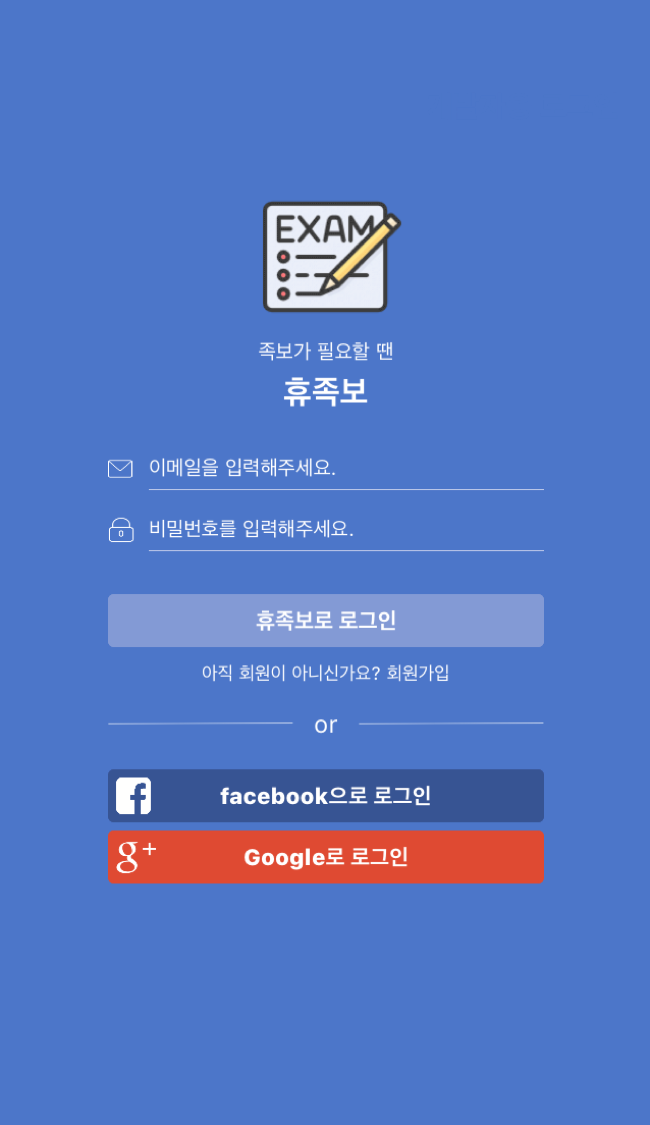 EXAM
족보가 필요할 땐
휴족보
이메일을 입력해주세요.
비밀번호를 입력해주세요.
휴족보로 로그인
아직 회원이 아니신가요? 회원가입
or
facebook으로 로그인
g+
Google로 로그인